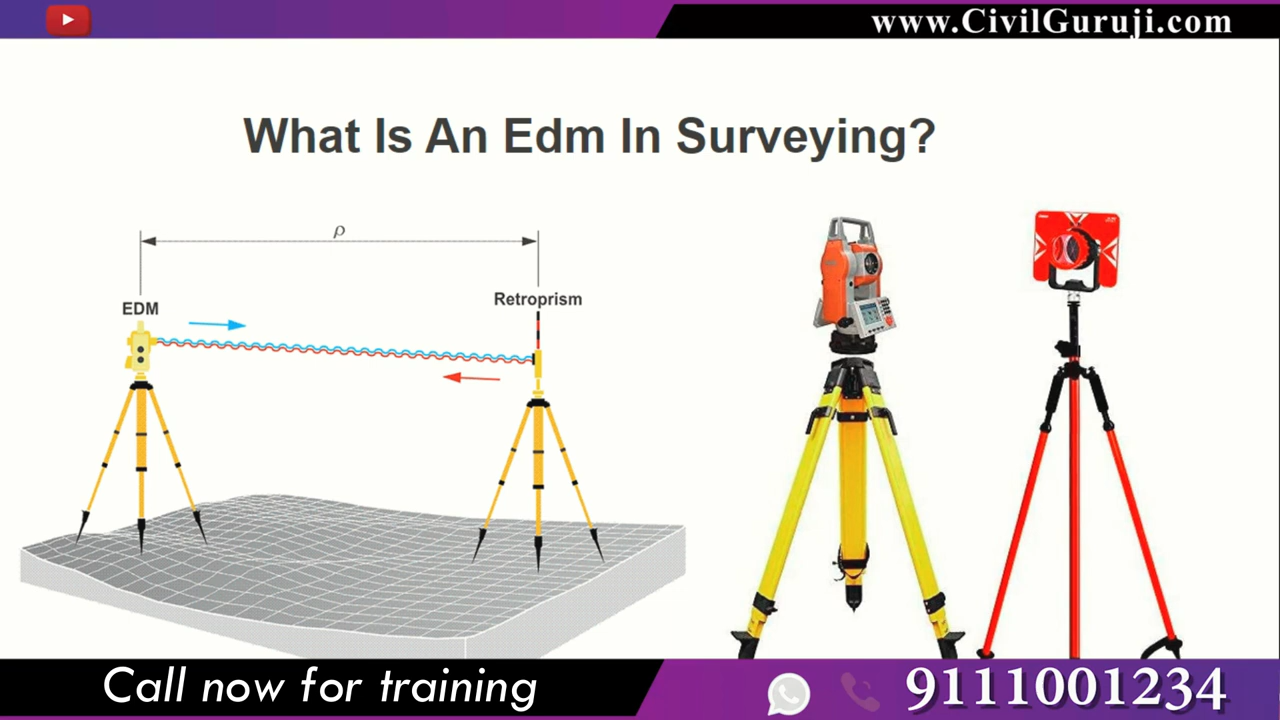 www.CivilGuruji.com
What Is An Edm In Surveying?
ρ
EDM
Retroprism
Call now for training
9111001234